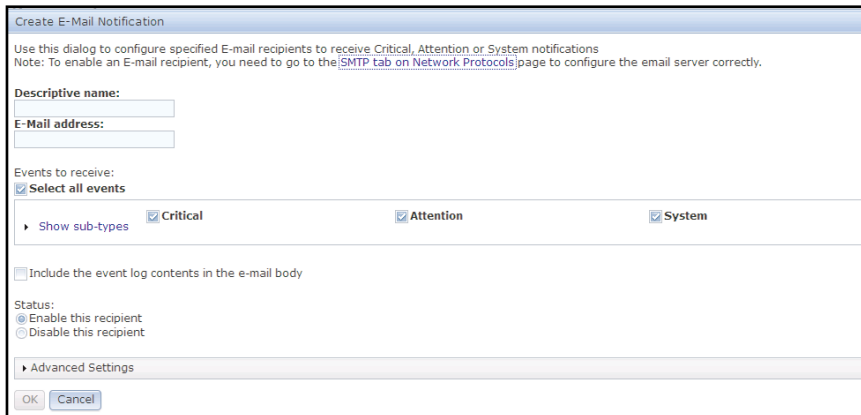 Create E-Mail Notification
Use this dialog to configure specified E-mail recipients to receive Critical, Attention or System notifications
Note: To enable an E-mail recipient, you need to go to the SMTP tab on Network Protocols page to configure the email server correctly.
Descriptive name:
E-Mail address:
Events to receive:
Select all events
Show sub-types Critical Attention System
Include the event log contents in the e-mail body
Status:
Enable this recipient
Disable this recipient
Advanced Settings
OK Cancel